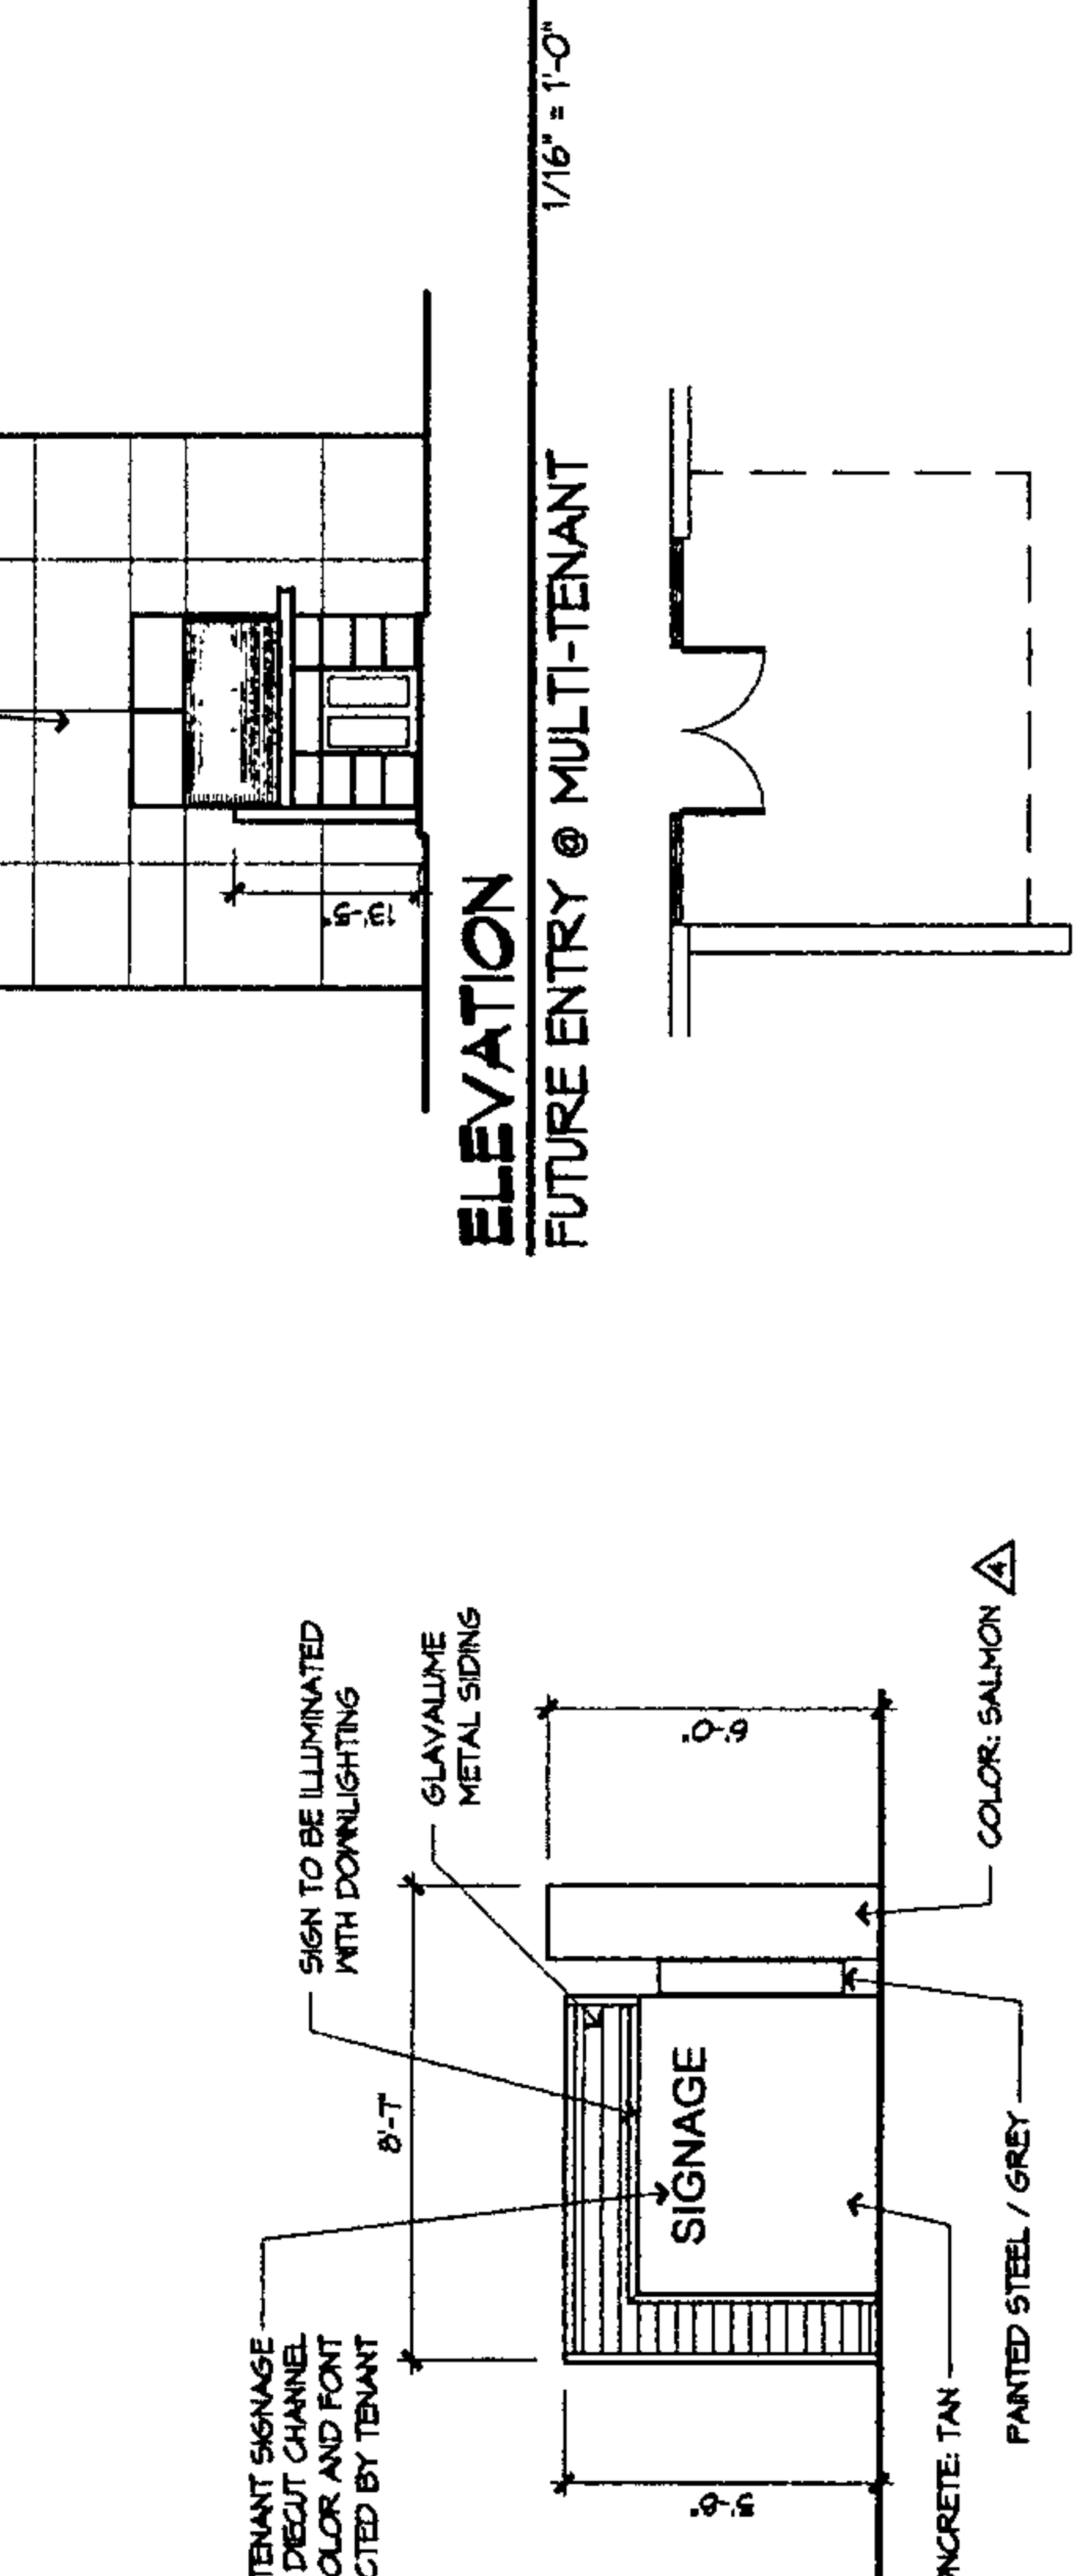 TENANT SIGNAGE
DIECUT CHANNEL
OLOR AND FONT
CTED BY TENANT
SIGN TO BE ILLUMINATED
WITH DOWNLIGHTING
8'-7"
GLAVALUME
METAL SIDING
5'-8"
SIGNAGE
6'-0"
NCRETE: TAN
PAINTED STEEL / GREY
COLOR: SALMON
4
13'-5"
ELEVATION
FUTURE ENTRY @ MULTI-TENANT
1/16" = 1'-0"